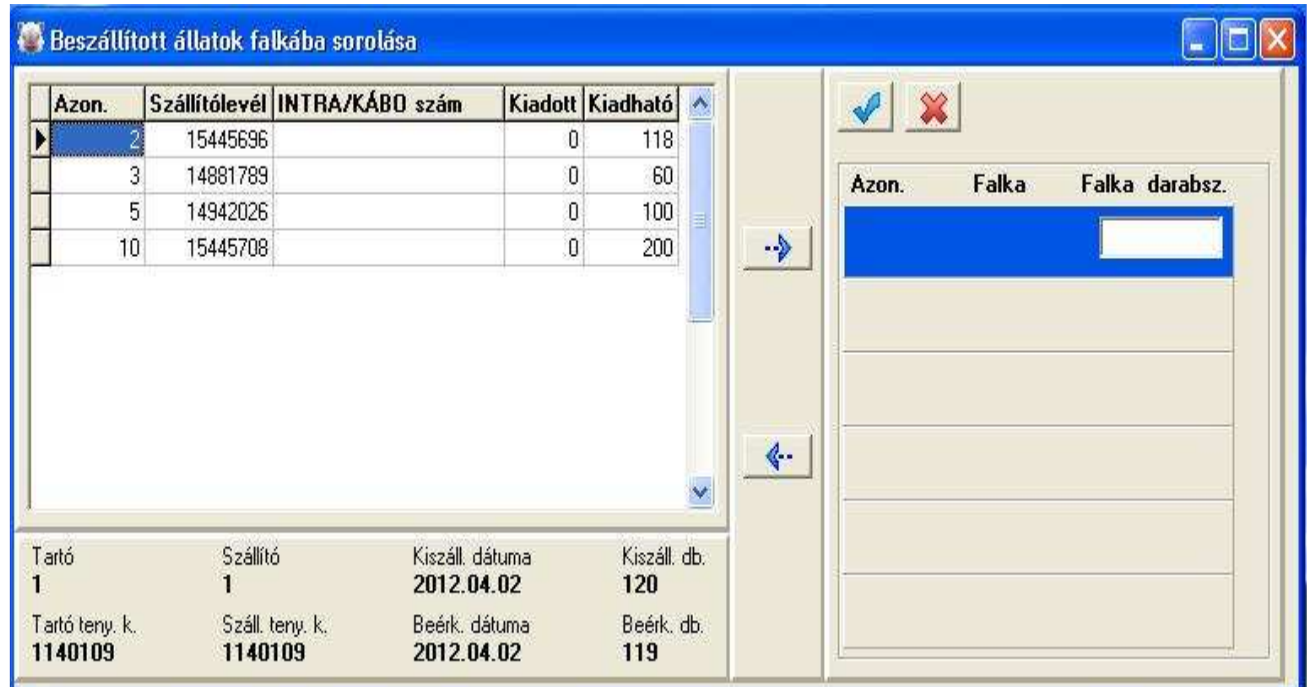 Beszállított állatok falkába sorolása
Azon. Szállítólevél INTRA/KÁBO szám Kiadott Kiadható
2 15445696 0 118
3 14881789 0 60
5 14942026 0 100
10 15445708 0 200
Azon. Falka Falka darabsz.
Tartó Szállító Kiszáll. dátuma Kiszáll. db.
1 1 2012.04.02 120
Tartó teny. k. Száll. teny. k. Beérk. dátuma Beérk. db.
1140109 1140109 2012.04.02 119